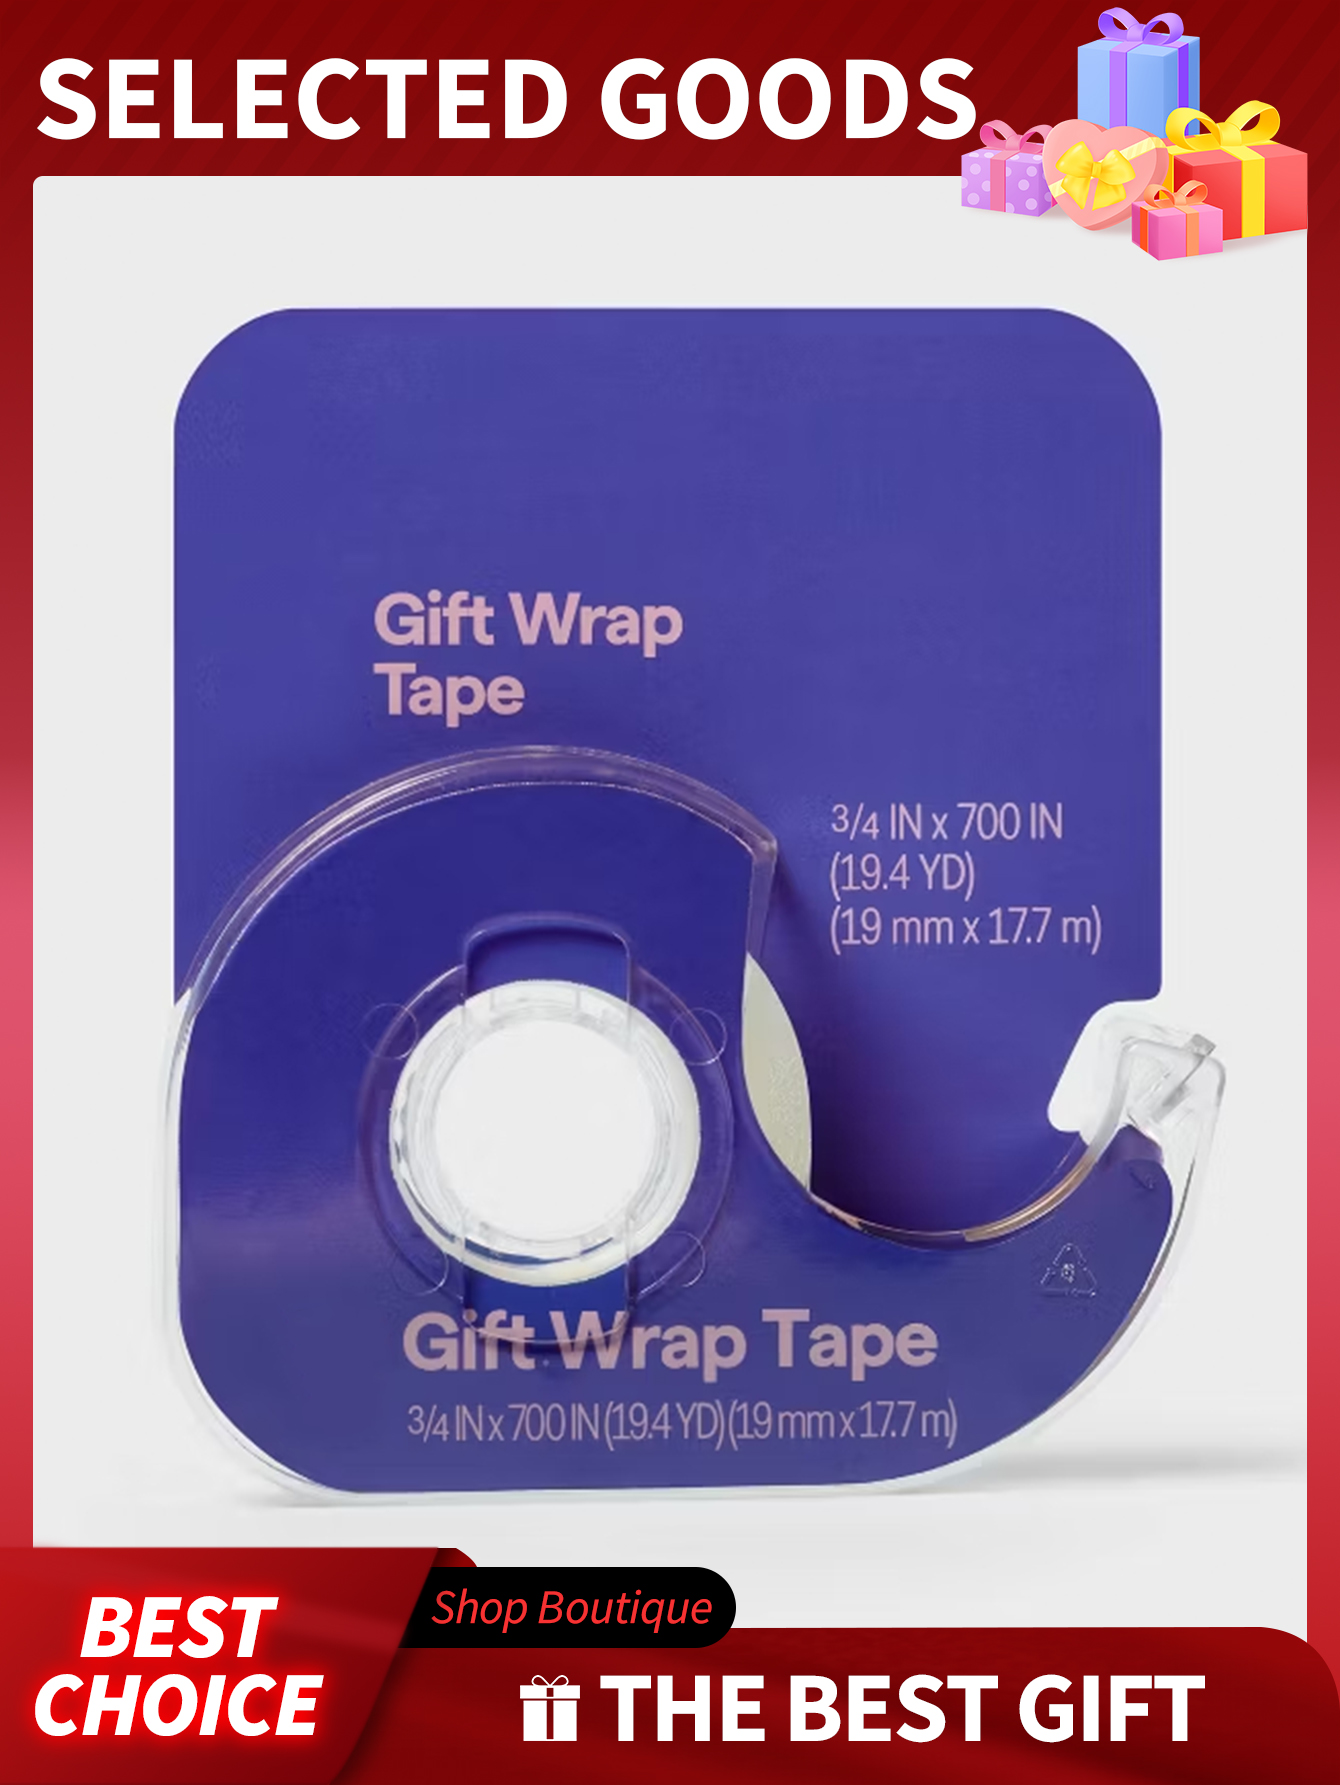 SELECTED GOODS
Gift Wrap
Tape
3/4 IN x 700 IN
(19.4 YD)
(19 mm x 17.7 m)
Gift Wrap Tape
3/4 IN x 700 IN (19.4 YD) (19 mm x 17.7 m)
BEST
CHOICE
Shop Boutique
THE BEST GIFT